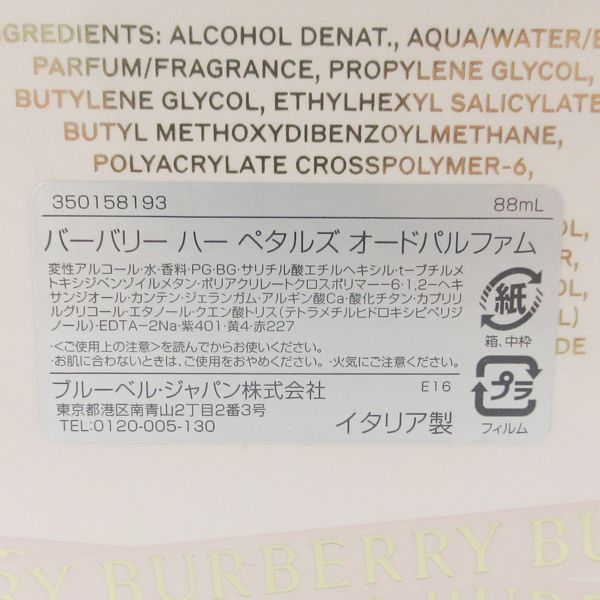 GREDIENTS: ALCOHOL DENAT., AQUA/WATER/E
PARFUM/FRAGRANCE, PROPYLENE GLYCOL,
BUTYLENE GLYCOL, ETHYLHEXYL SALICYLATE
BUTYL METHOXYDIBENZOYLMETHANE,
POLYACRYLATE CROSSPOLYMER-6,
350158193 88mL
バーバリー ハー ペタルズ オードパルファム
変性アルコール・水・香料・PG・BG・サリチル酸エチルヘキシル・t-ブチルメ
トキシジベンゾイルメタン・ポリアクリレートクロスポリマー-6・1,2-ヘキ
サンジオール・カンテン・ジェランガム・アルギン酸Ca・酸化チタン・カプリリ
ルグリコール・エタノール・クエン酸トリス(テトラメチルヒドロキシピペリジ
ノール)・EDTA-2Na・紫401・黄4・赤227
・<ご使用上の注意>を読んでからお使いください。
・お肌に合わないときは、ご使用をおやめください。・火気にご注意ください。
ブルーベル・ジャパン株式会社 E16
東京都港区南青山2丁目2番3号
TEL:0120-005-130 イタリア製
紙
箱、中枠
プラ
フィルム
OL,
R,
OL,
L)
DE
RY BURBERRY BU